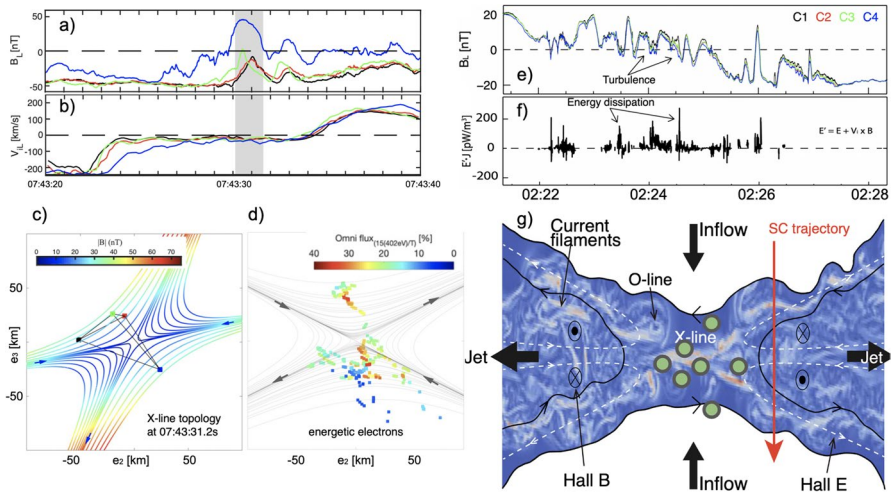 a)
B_L [nT]
50
0
-50
b)
V_iL [km/s]
200
100
0
-100
-200
07:43:20
07:43:30
07:43:40
c)
|B| (nT)
0 10 20 30 40 50 60 70
50
0
-50
e₃ [km]
X-line topology
at 07:43:31.2s
-50
50
e₂ [km]
d)
Omni flux(15(402eV)/T) [%]
40 30 20 10 0
energetic electrons
-50
0
50
e₂ [km]
C1 C2 C3 C4
B_L [nT]
20
0
-20
e)
Turbulence
f)
Energy dissipation
E'·J [pW/m³]
200
0
-200
E' = E + Vᵢ x B
02:22
02:24
02:26
02:28
g)
Current
filaments
Inflow
SC trajectory
O-line
X-line
Jet
Jet
Hall B
Inflow
Hall E